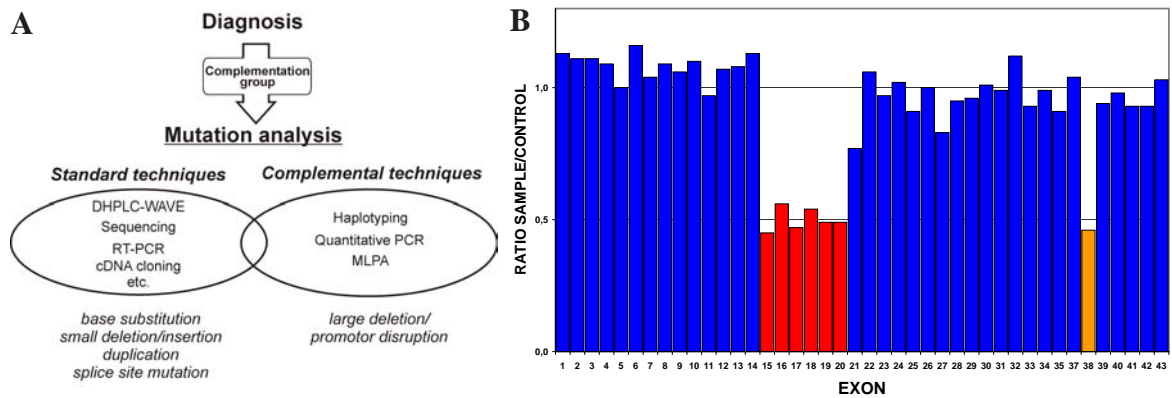 A
Diagnosis
Complementation
group
Mutation analysis
Standard techniques
Complemental techniques
DHPLC-WAVE
Sequencing
RT-PCR
cDNA cloning
etc.
Haplotyping
Quantitative PCR
MLPA
base substitution
small deletion/insertion
duplication
splice site mutation
large deletion/
promotor disruption
B
RATIO SAMPLE/CONTROL
1,0
0,5
0,0
1 2 3 4 5 6 7 8 9 10 11 12 13 14 15 16 17 18 19 20 21 22 23 24 25 26 27 28 29 30 31 32 33 34 35 37 38 39 40 41 42 43
EXON